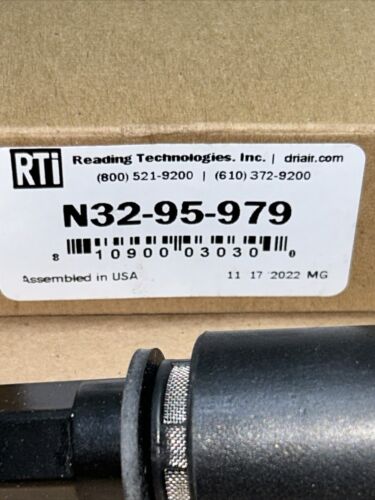 RTi Reading Technologies, Inc. | driair.com
(800) 521-9200 | (610) 372-9200
N32-95-979
8 10900 03030 0
Assembled in USA 11 17 2022 MG